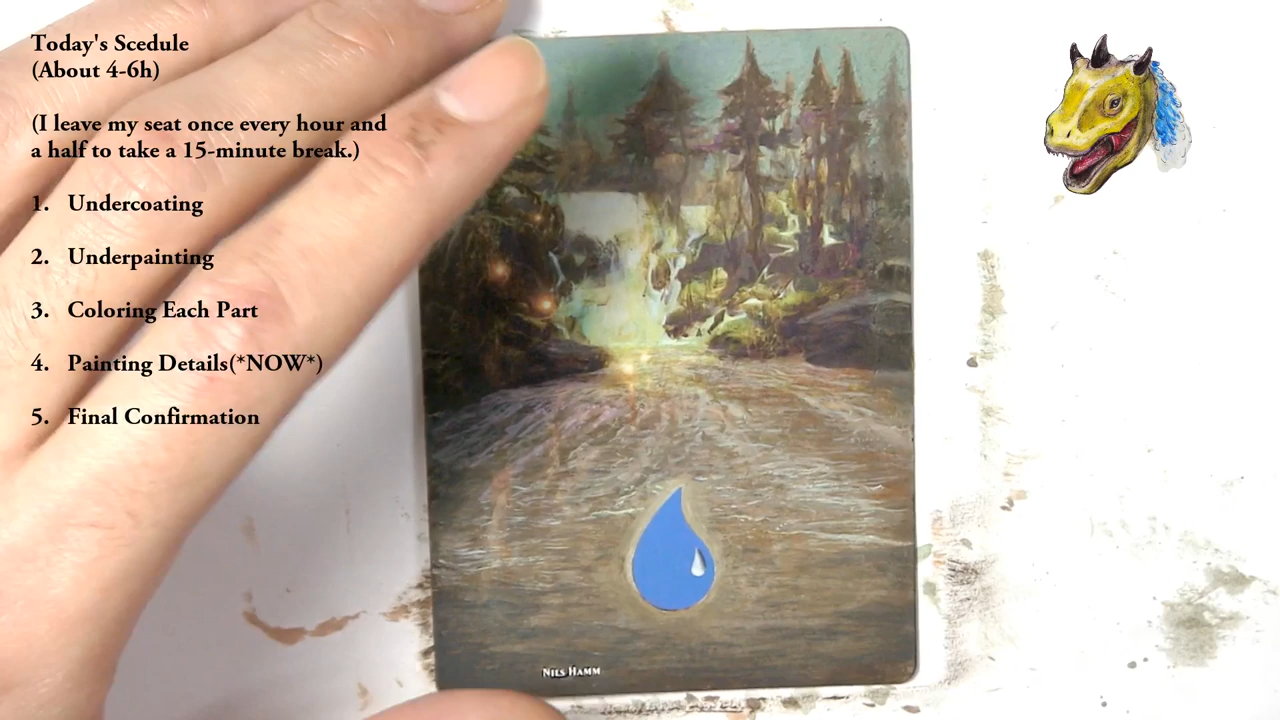 Today's Scedule
(About 4-6h)
(I leave my seat once every hour and
a half to take a 15-minute break.)
1. Undercoating
2. Underpainting
3. Coloring Each Part
4. Painting Details(*NOW*)
5. Final Confirmation
Nils Hamm